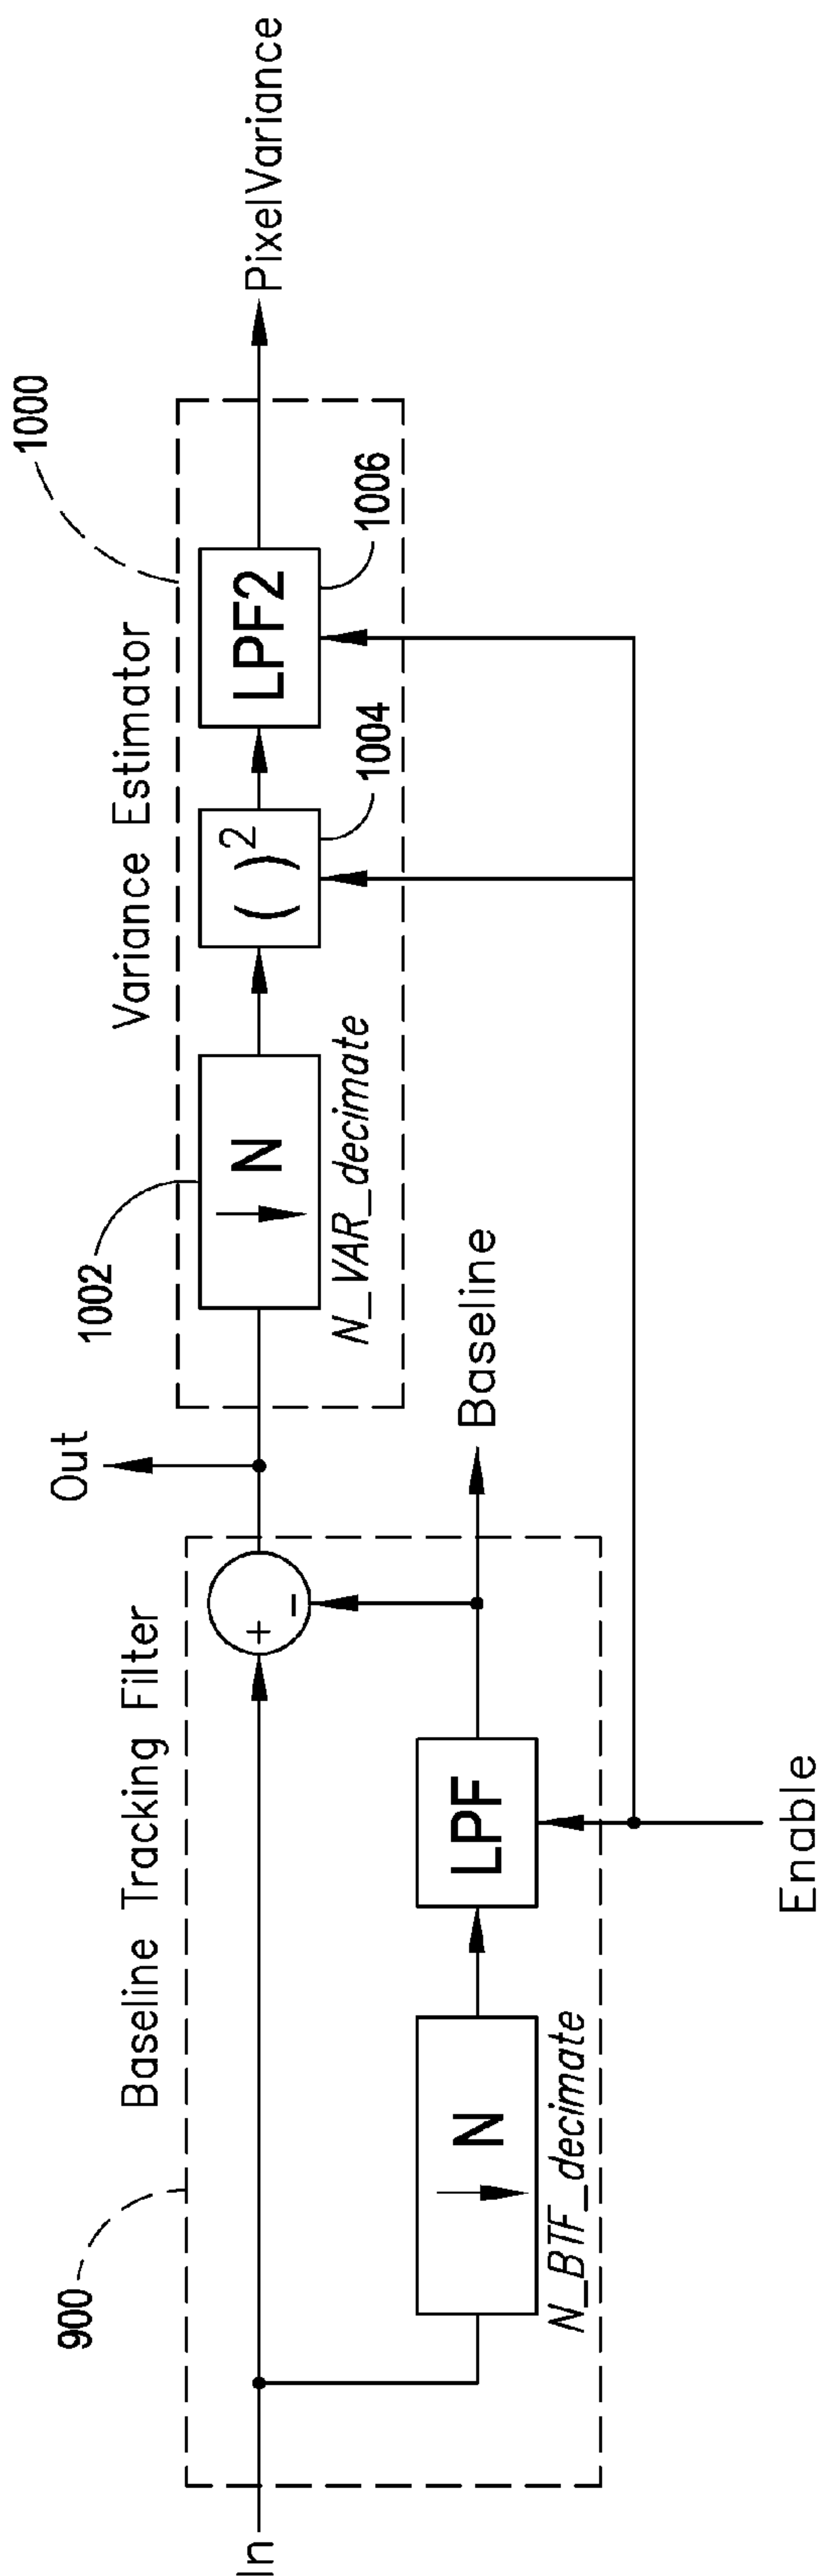 900
Baseline Tracking Filter
In
+
−
N
N_BTF_decimate
LPF
Enable
Baseline
Out
Variance Estimator
1000
1002
N
N_VAR_decimate
( )²
1004
LPF2
1006
PixelVariance